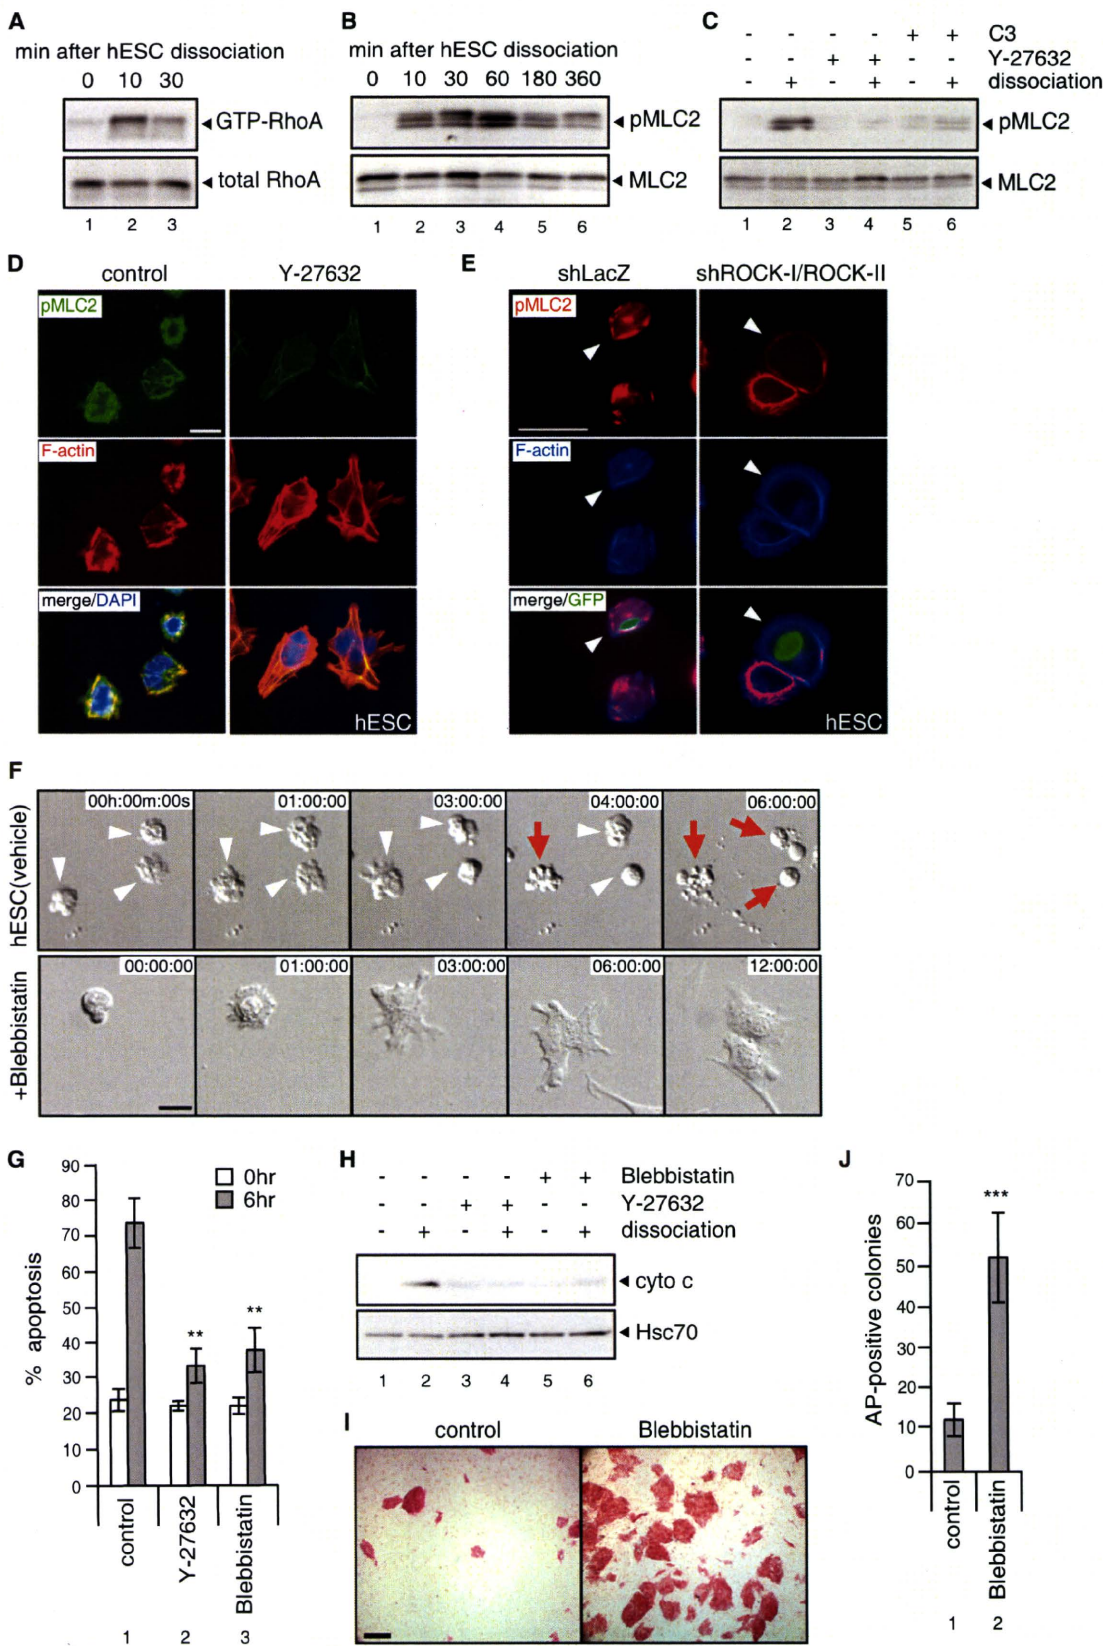 A
min after hESC dissociation
0 10 30
GTP-RhoA
total RhoA
1 2 3
B
min after hESC dissociation
0 10 30 60 180 360
pMLC2
MLC2
1 2 3 4 5 6
C
- - - - + + C3
- - + + - - Y-27632
- + - + - + dissociation
pMLC2
MLC2
1 2 3 4 5 6
D
control Y-27632
pMLC2
F-actin
merge/DAPI
hESC
E
shLacZ shROCK-I/ROCK-II
pMLC2
F-actin
merge/GFP
hESC
F
hESC(vehicle)
00h:00m:00s 01:00:00 03:00:00 04:00:00 06:00:00
+Blebbistatin
00:00:00 01:00:00 03:00:00 06:00:00 12:00:00
G
% apoptosis
90
80
70
60
50
40
30
20
10
0
0hr
6hr
** **
control Y-27632 Blebbistatin
1 2 3
H
- - - - + + Blebbistatin
- - + + - - Y-27632
- + - + - + dissociation
cyto c
Hsc70
1 2 3 4 5 6
I
control Blebbistatin
J
AP-positive colonies
70
60
50
40
30
20
10
0
***
control Blebbistatin
1 2